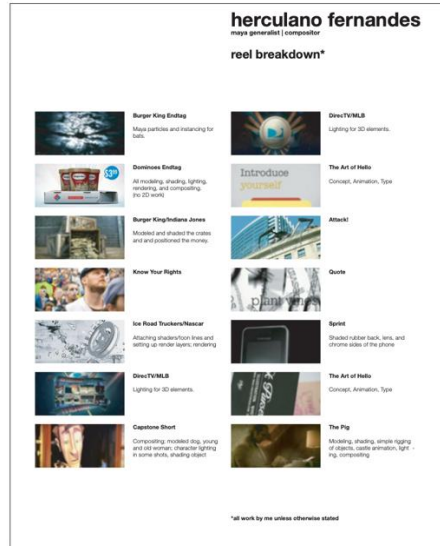 herculano fernandes
maya generalist | compositor
reel breakdown*
Burger King Endtag
Maya particles and instancing for
bats.
Dominoes Endtag
All modeling, shading, lighting,
rendering, and compositing.
(no 2D work)
Burger King/Indiana Jones
Modeled and shaded the crates
and and positioned the money.
Know Your Rights
Ice Road Truckers/Nascar
Attaching shaders/toon lines and
setting up render layers; rendering
DirecTV/MLB
Lighting for 3D elements.
Capstone Short
Compositing; modeled dog, young
and old woman; character lighting
in some shots, shading object
DirecTV/MLB
Lighting for 3D elements.
Introduce
yourself
The Art of Hello
Concept, Animation, Type
Attack!
plant vines
Quote
Sprint
Shaded rubber back, lens, and
chrome sides of the phone
The Art of Hello
Concept, Animation, Type
The Pig
Modeling, shading, simple rigging
of objects, castle animation, light -
ing, compositing
*all work by me unless otherwise stated